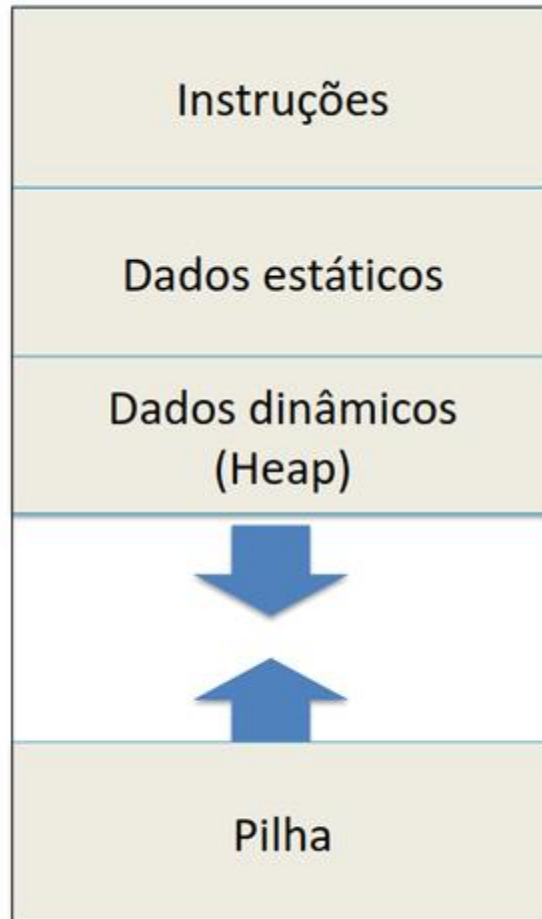 Instruções
Dados estáticos
Dados dinâmicos
(Heap)
Pilha